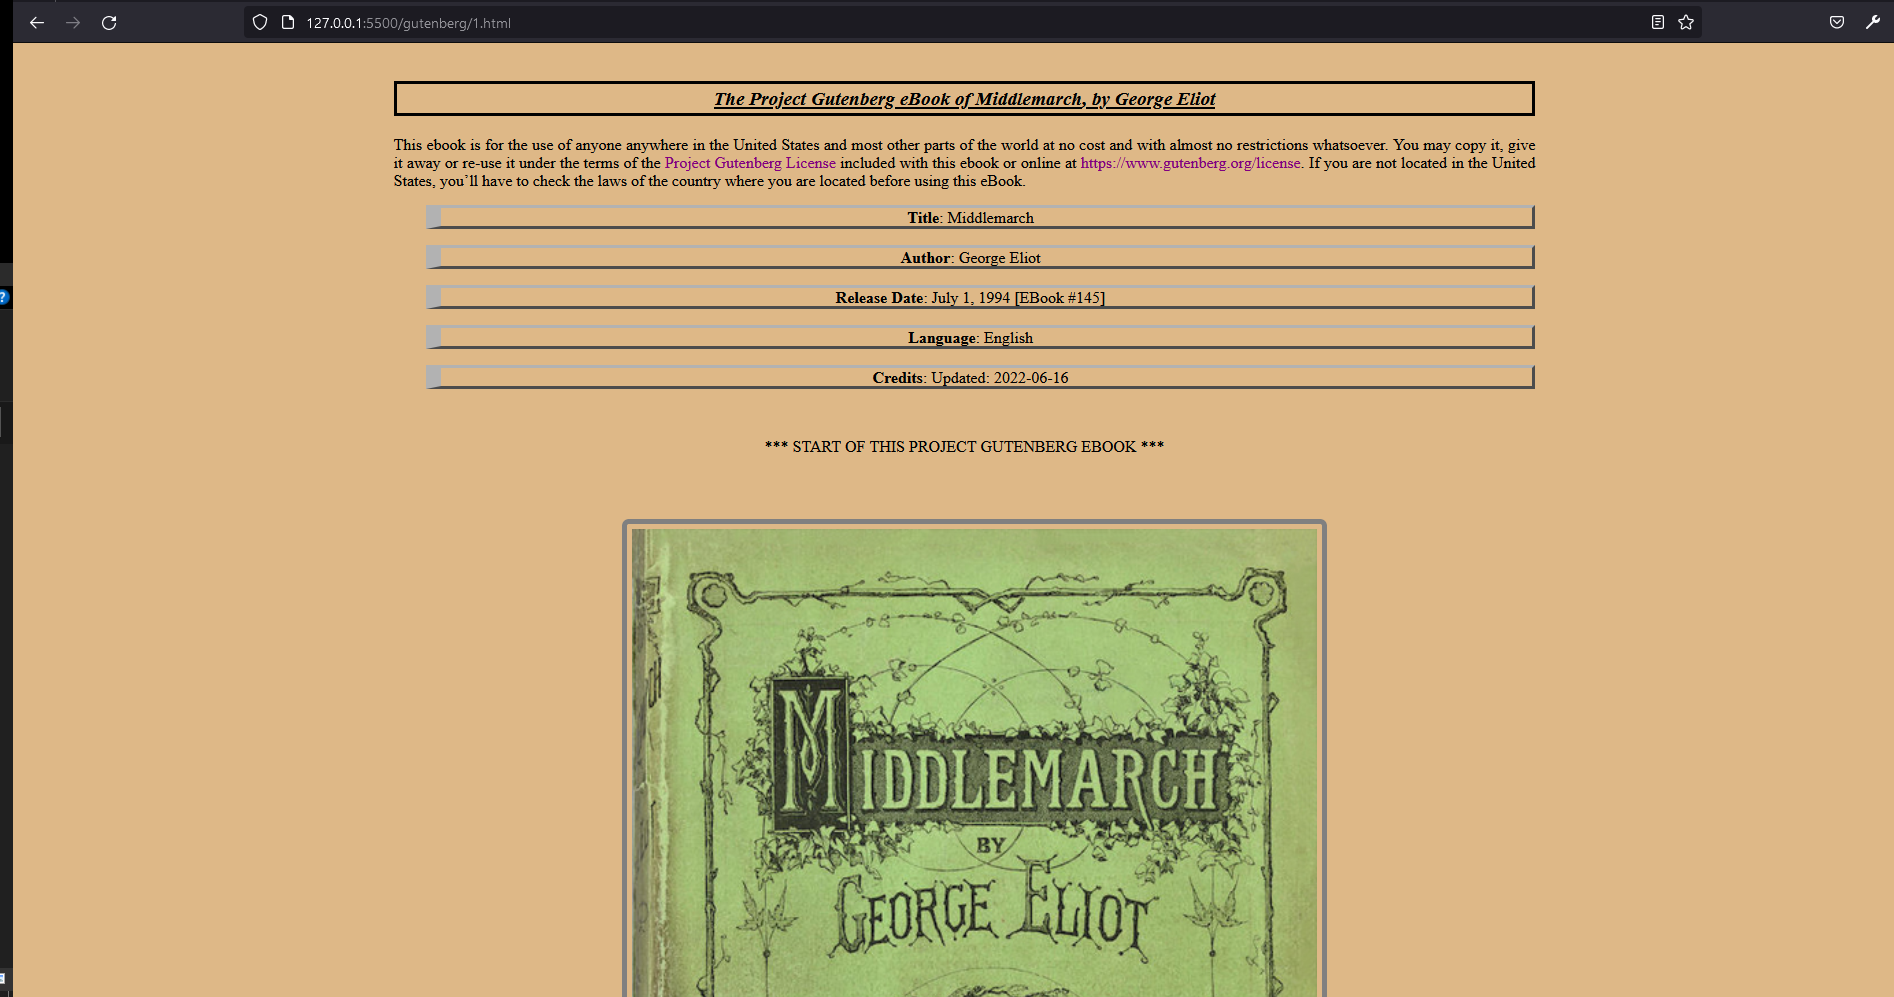 127.0.0.1:5500/gutenberg/1.html
The Project Gutenberg eBook of Middlemarch, by George Eliot
This ebook is for the use of anyone anywhere in the United States and most other parts of the world at no cost and with almost no restrictions whatsoever. You may copy it, give
it away or re-use it under the terms of the Project Gutenberg License included with this ebook or online at https://www.gutenberg.org/license. If you are not located in the United
States, you’ll have to check the laws of the country where you are located before using this eBook.
Title: Middlemarch
Author: George Eliot
Release Date: July 1, 1994 [EBook #145]
Language: English
Credits: Updated: 2022-06-16
*** START OF THIS PROJECT GUTENBERG EBOOK ***
MIDDLEMARCH
BY
GEORGE ELIOT